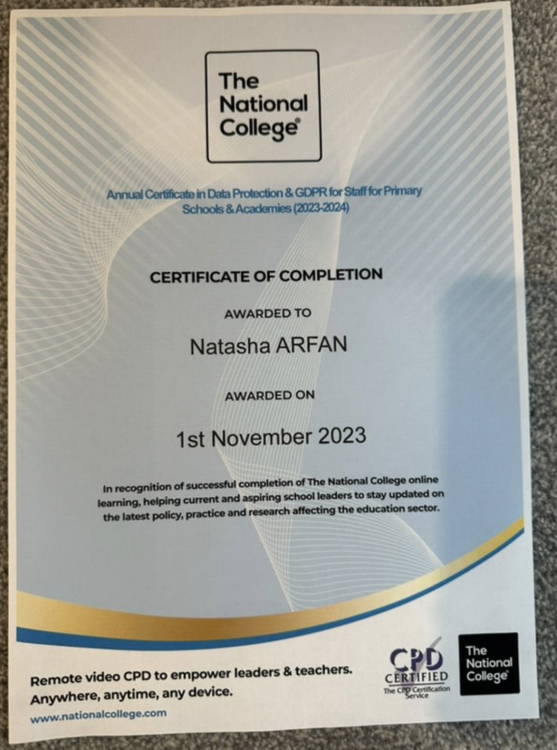 The
National
College®
Annual Certificate in Data Protection & GDPR for Staff for Primary
Schools & Academies (2023-2024)
CERTIFICATE OF COMPLETION
AWARDED TO
Natasha ARFAN
AWARDED ON
1st November 2023
In recognition of successful completion of The National College online
learning, helping current and aspiring school leaders to stay updated on
the latest policy, practice and research affecting the education sector.
Remote video CPD to empower leaders & teachers.
Anywhere, anytime, any device.
www.nationalcollege.com
CPD
CERTIFIED
The CPD Certification
Service
The
National
College®